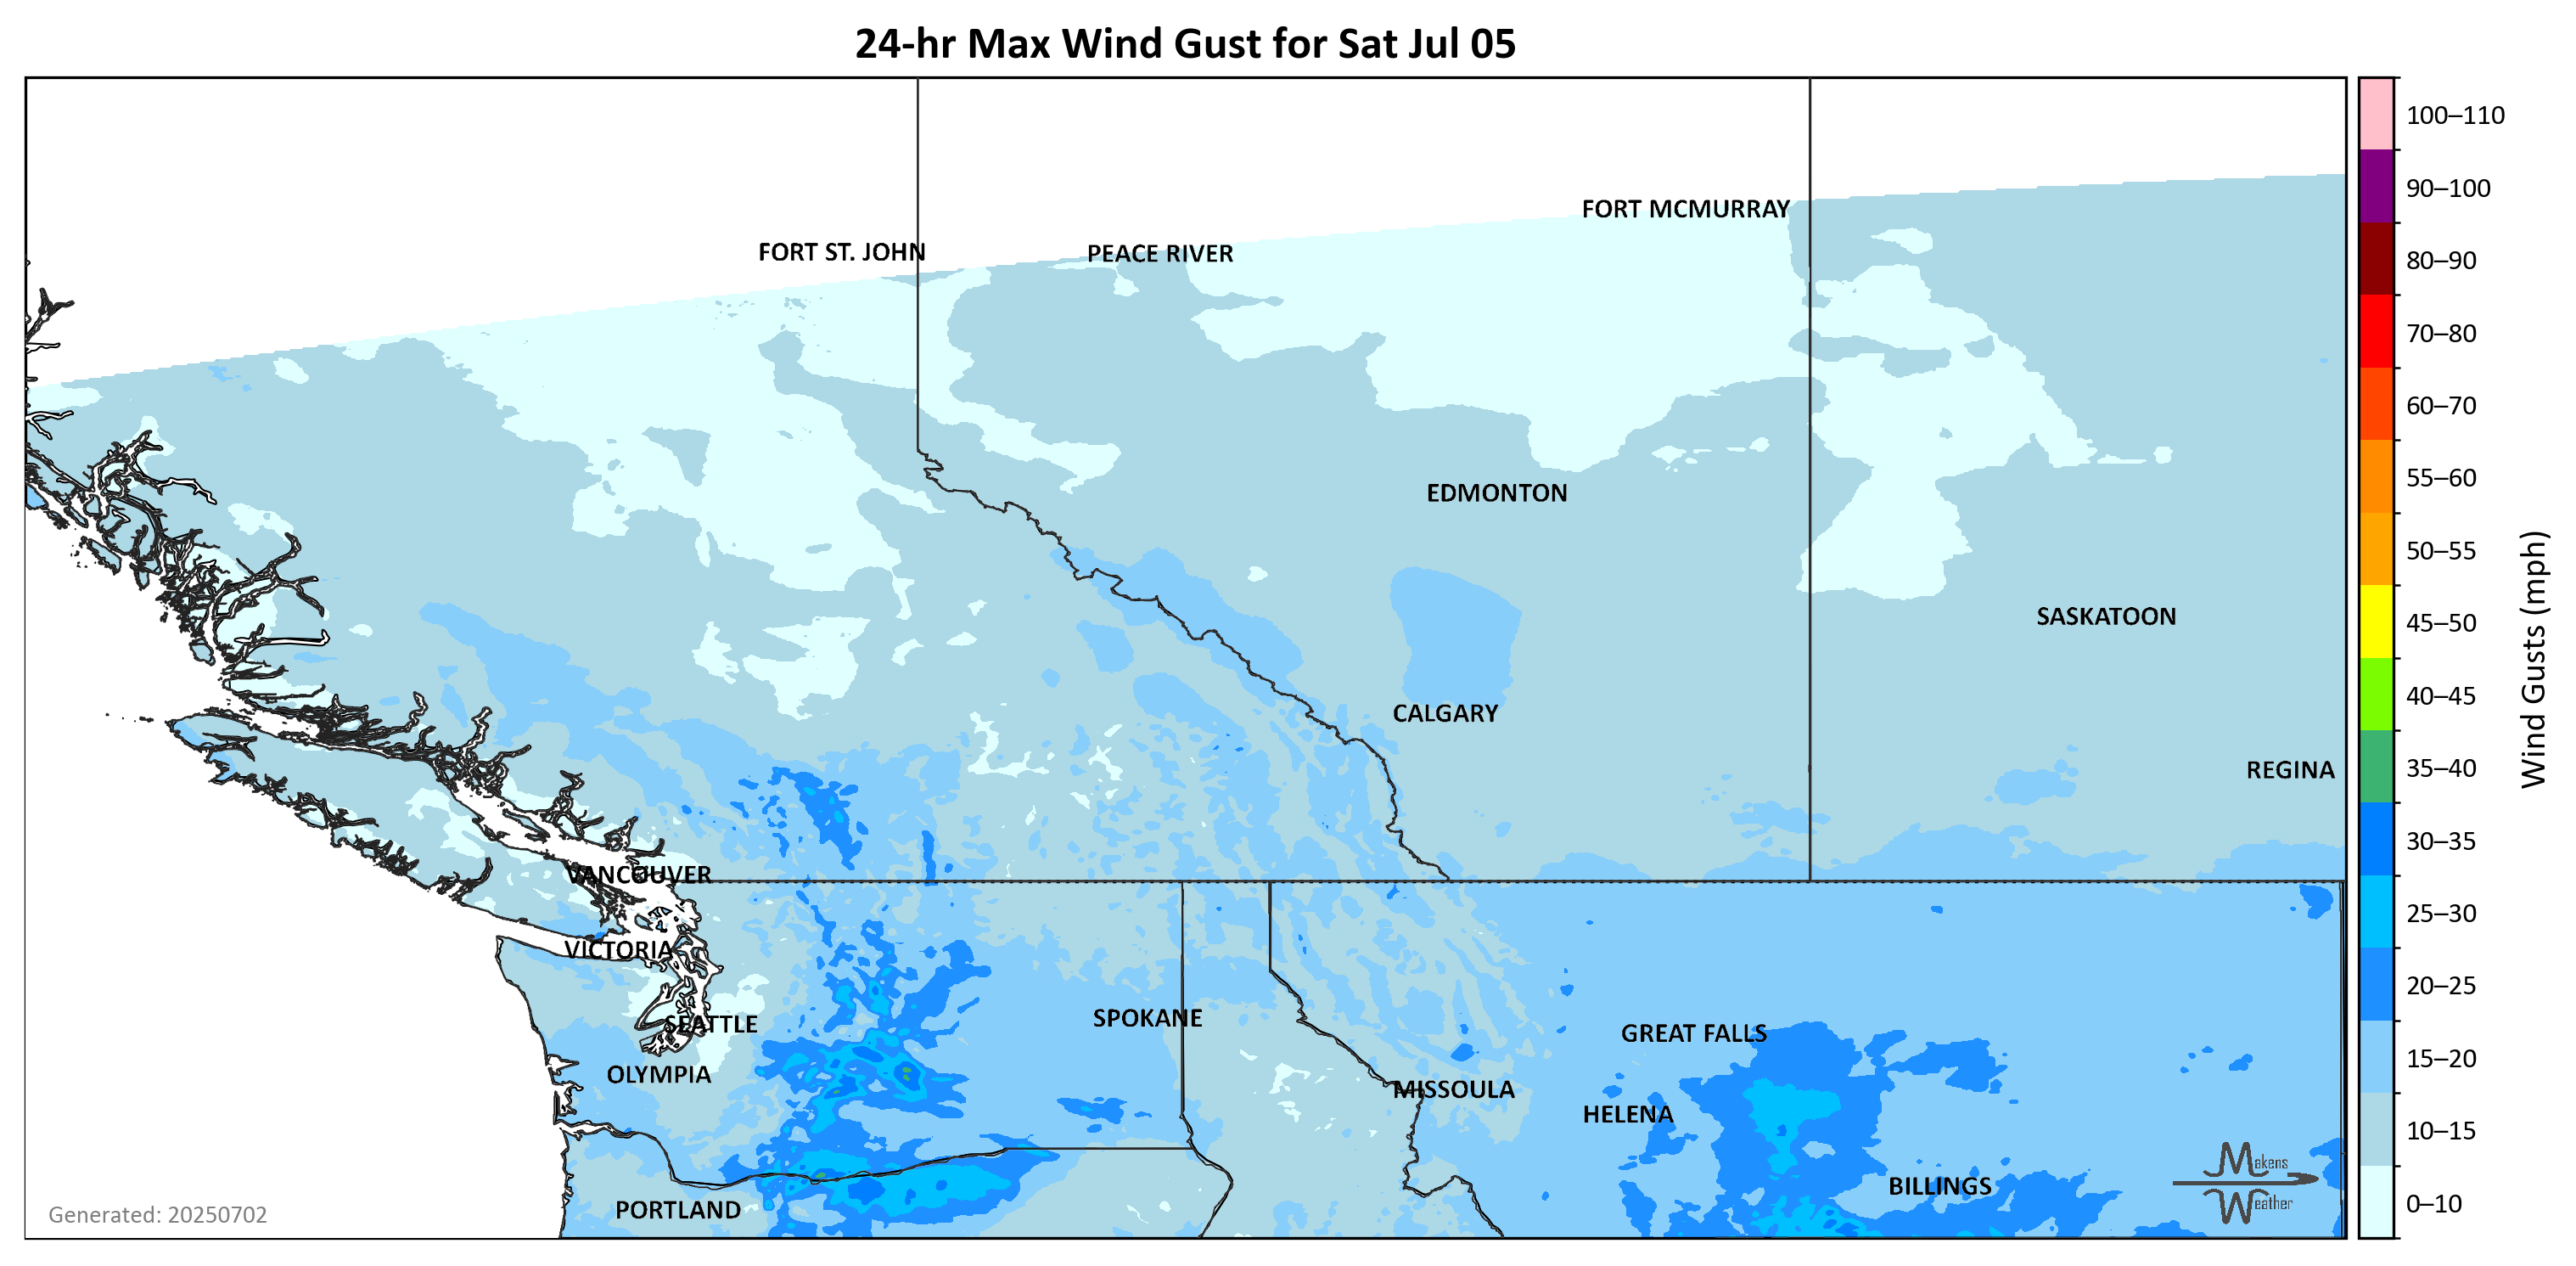 24-hr Max Wind Gust for Sat Jul 05
FORT MCMURRAY
FORT ST. JOHN
PEACE RIVER
EDMONTON
SASKATOON
CALGARY
REGINA
VANCOUVER
VICTORIA
SEATTLE
SPOKANE
GREAT FALLS
OLYMPIA
MISSOULA
HELENA
BILLINGS
PORTLAND
Makens
Weather
Generated: 20250702
100–110
90–100
80–90
70–80
60–70
55–60
50–55
45–50
40–45
35–40
30–35
25–30
20–25
15–20
10–15
0–10
Wind Gusts (mph)